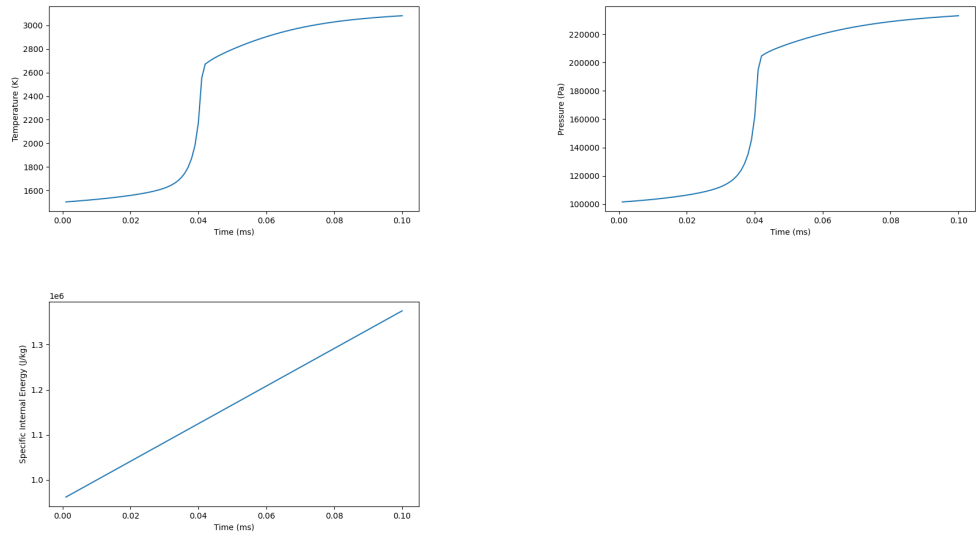 3000
2800
2600
2400
2200
2000
1800
1600
Temperature (K)
0.00 0.02 0.04 0.06 0.08 0.10
Time (ms)
220000
200000
180000
160000
140000
120000
100000
Pressure (Pa)
0.00 0.02 0.04 0.06 0.08 0.10
Time (ms)
1e6
1.3
1.2
1.1
1.0
Specific Internal Energy (J/kg)
0.00 0.02 0.04 0.06 0.08 0.10
Time (ms)